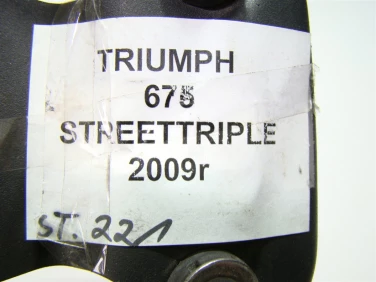 TRIUMPH
675
STREETTRIPLE
2009r
ST. 221